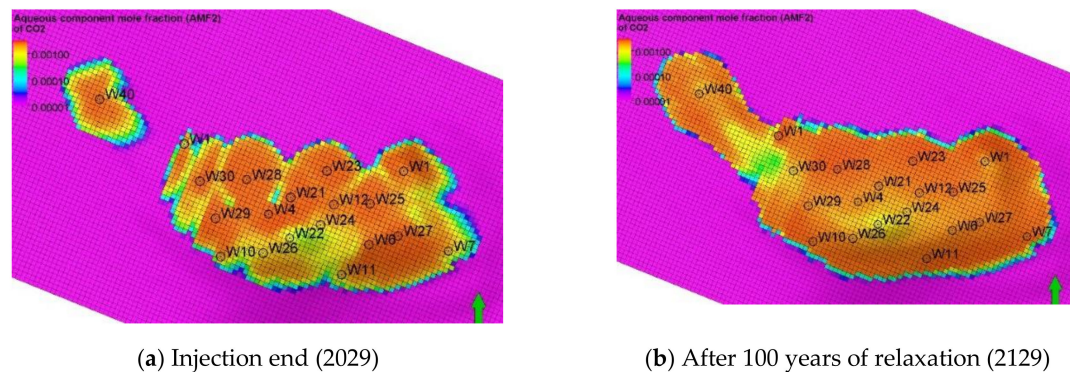 Aqueous component mole fraction (AMF2)
of CO2
0.00100
0.00010
0.00001
W40
W1
W30
W28
W23
W1
W21
W12
W25
W29
W4
W24
W22
W27
W10
W26
W6
W7
W11
(a) Injection end (2029)
Aqueous component mole fraction (AMF2)
of CO2
0.00100
0.00010
0.00001
W40
W1
W30
W28
W23
W1
W21
W12
W25
W29
W4
W24
W22
W27
W10
W26
W6
W7
W11
(b) After 100 years of relaxation (2129)